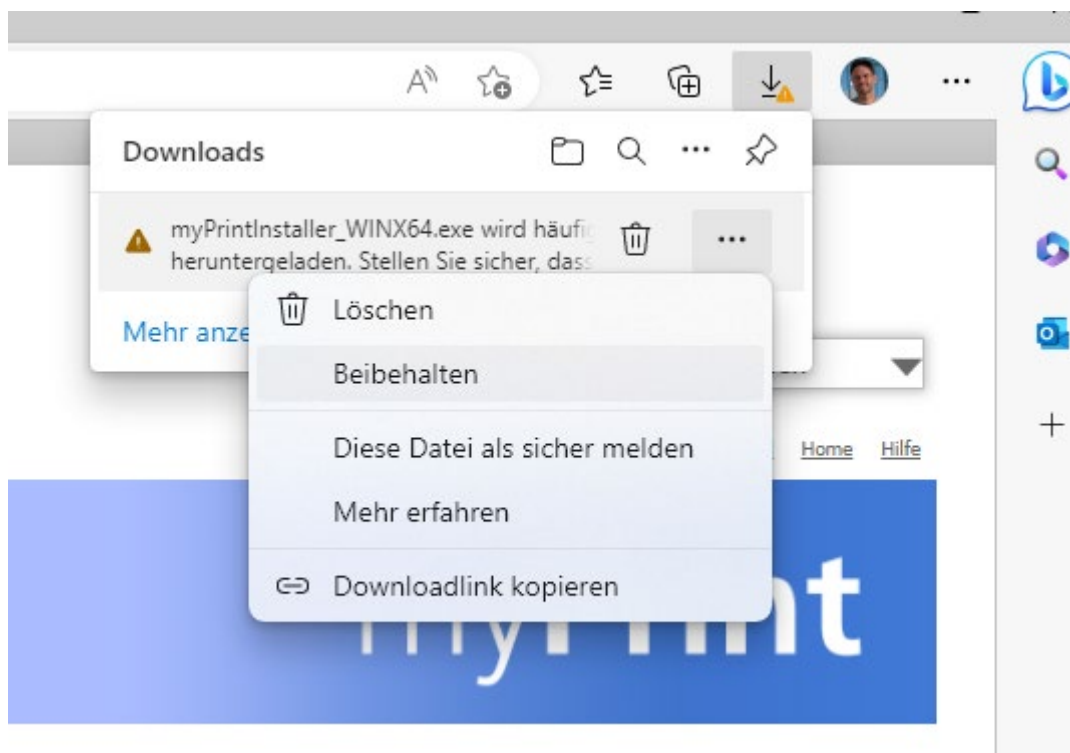 Downloads
myPrintInstaller_WINX64.exe wird häufi
heruntergeladen. Stellen Sie sicher, dass
Mehr anze
Löschen
Beibehalten
Diese Datei als sicher melden
Home Hilfe
Mehr erfahren
Downloadlink kopieren
myPrint